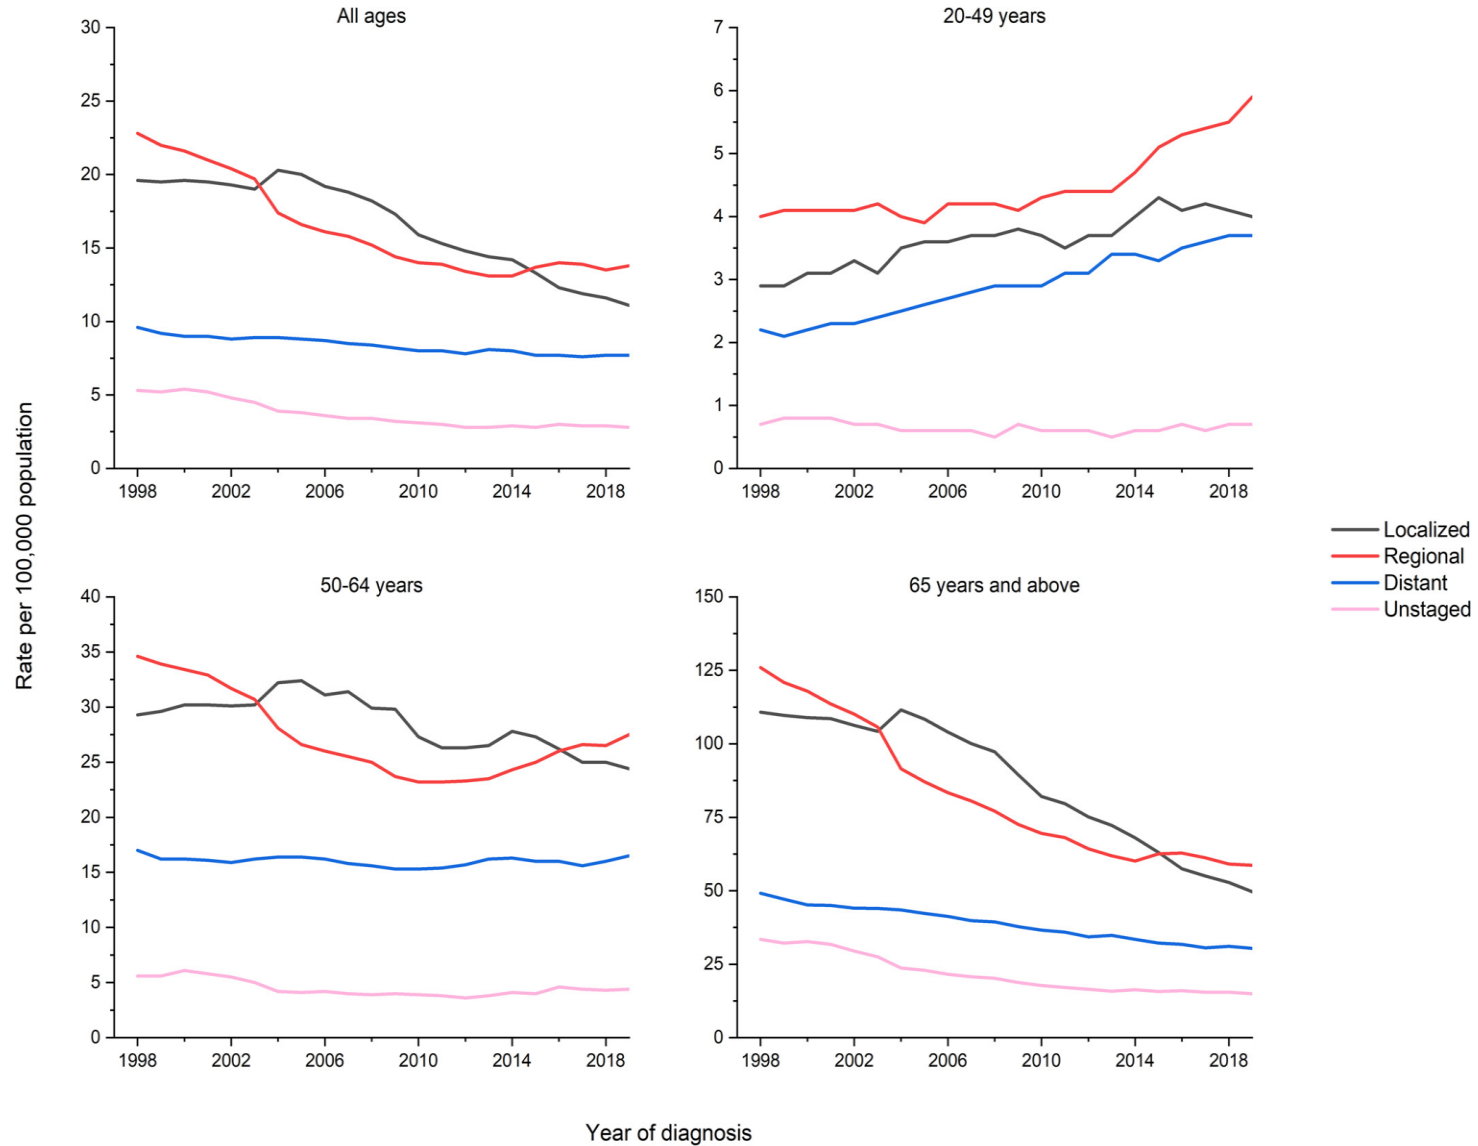 All ages
30
25
20
15
10
5
0
1998 2002 2006 2010 2014 2018
20-49 years
7
6
5
4
3
2
1
0
1998 2002 2006 2010 2014 2018
Rate per 100,000 population
50-64 years
40
35
30
25
20
15
10
5
0
1998 2002 2006 2010 2014 2018
65 years and above
150
125
100
75
50
25
0
1998 2002 2006 2010 2014 2018
Localized
Regional
Distant
Unstaged
Year of diagnosis